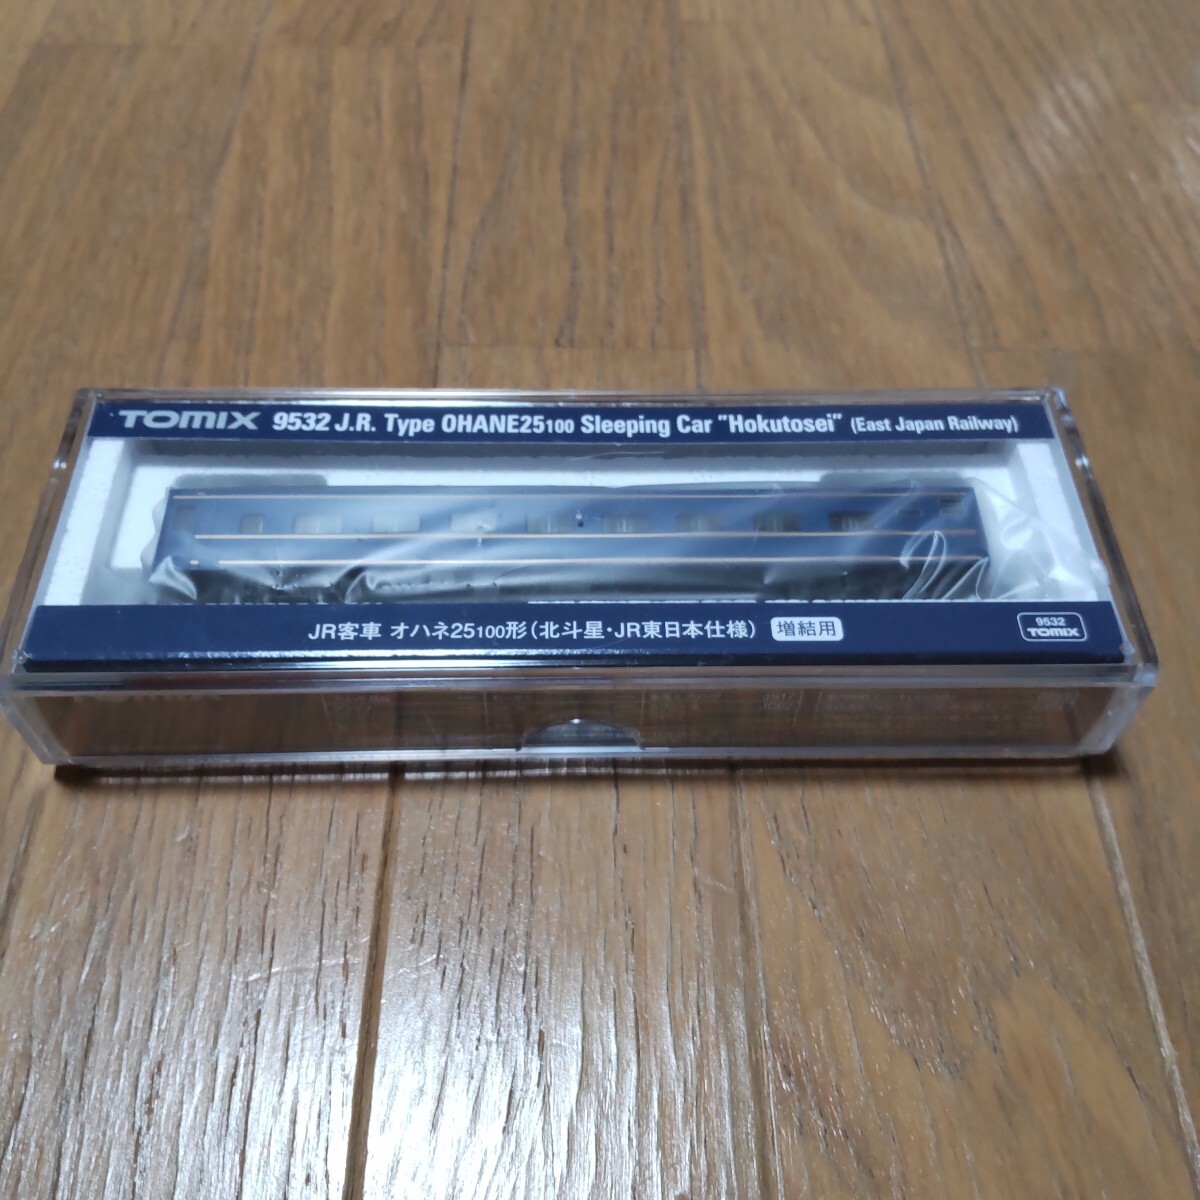 TOMIX 9532 J.R. Type OHANE25100 Sleeping Car "Hokutosei" (East Japan Railway)
JR客車 オハネ25100形(北斗星・JR東日本仕様) 増結用
9532
TOMIX